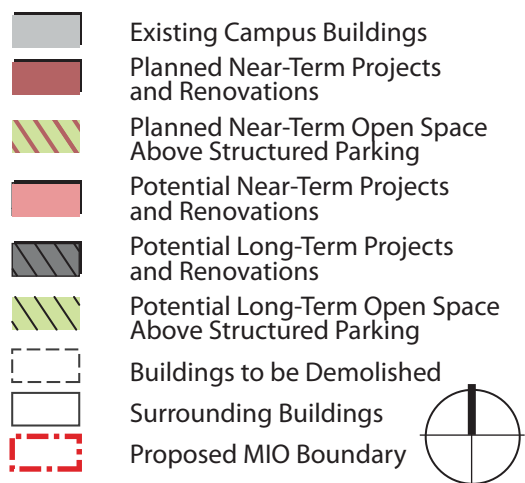 Existing Campus Buildings
Planned Near-Term Projects
and Renovations
Planned Near-Term Open Space
Above Structured Parking
Potential Near-Term Projects
and Renovations
Potential Long-Term Projects
and Renovations
Potential Long-Term Open Space
Above Structured Parking
Buildings to be Demolished
Surrounding Buildings
Proposed MIO Boundary